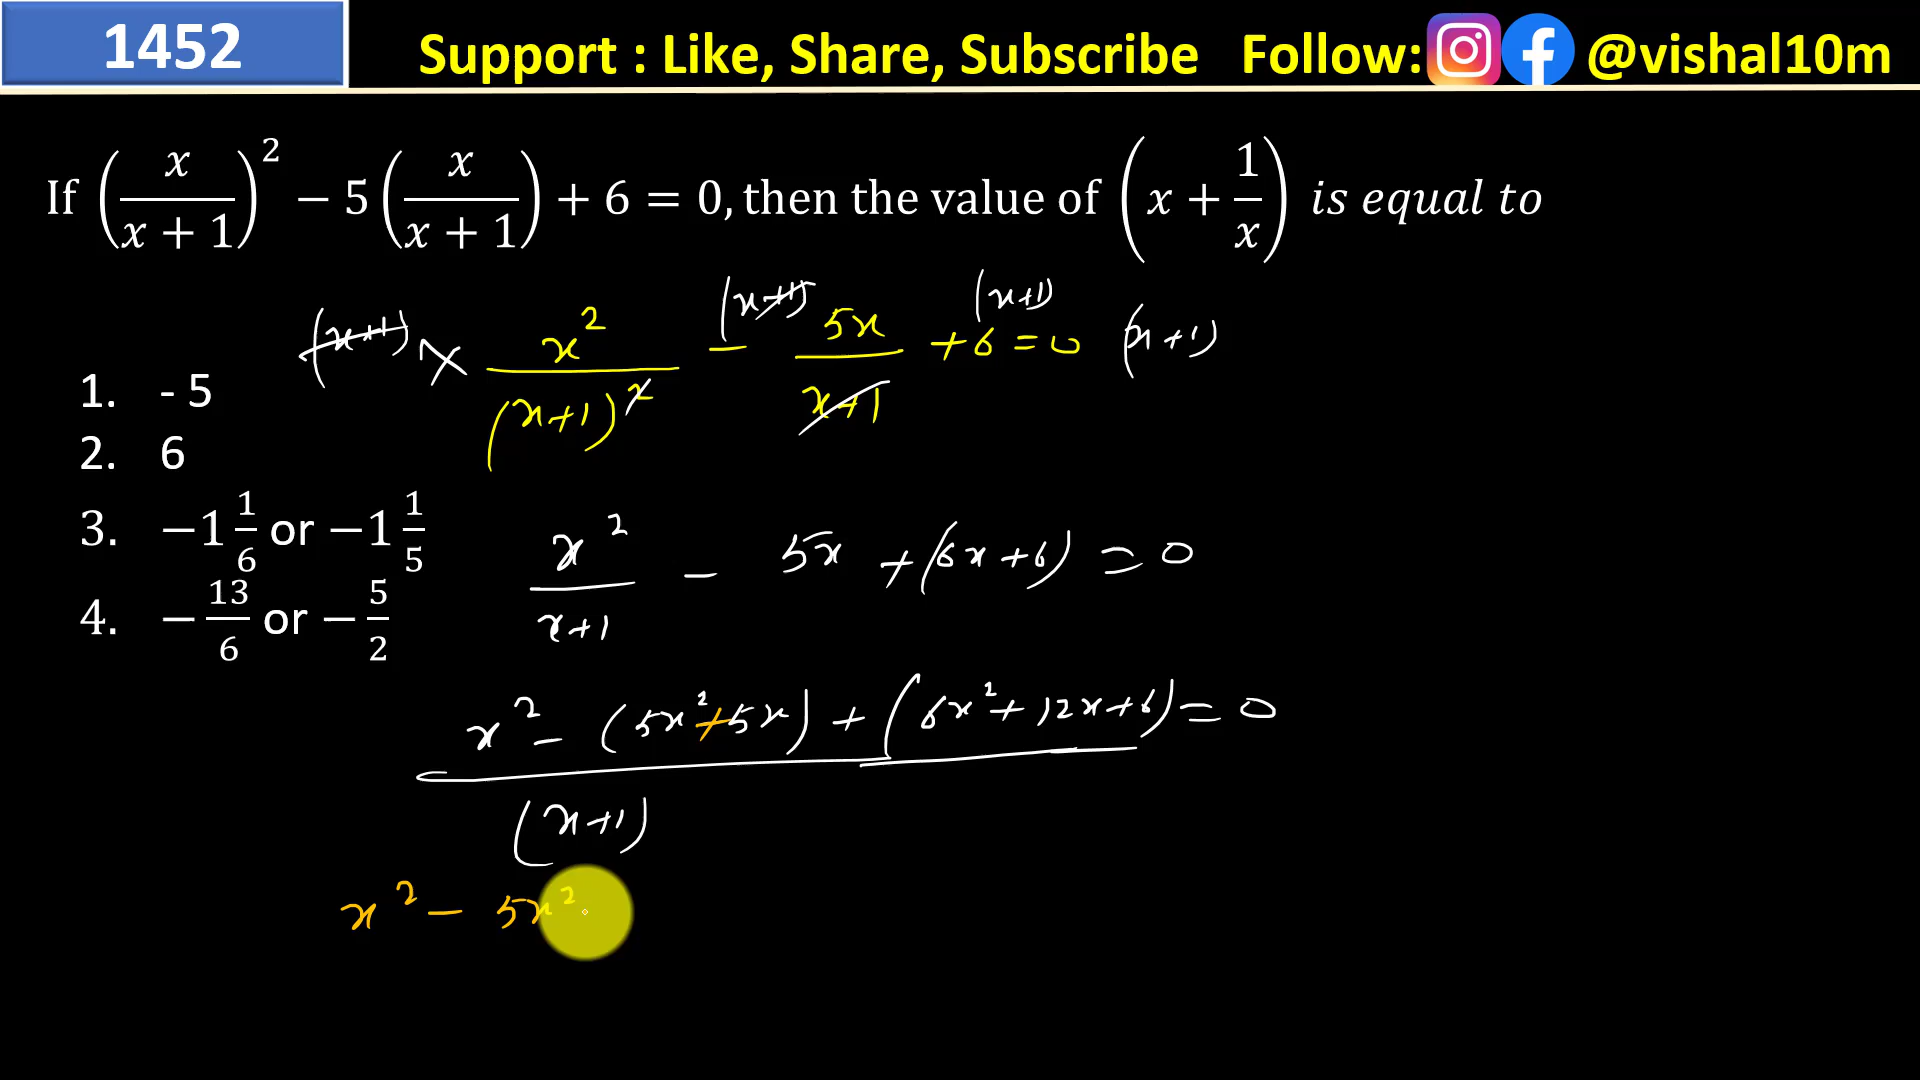 1452
Support : Like, Share, Subscribe Follow: @vishal10m
If (x/(x + 1))² − 5(x/(x + 1)) + 6 = 0, then the value of (x + 1/x) is equal to
(x+1) × x²/(x+1)² − (x+1) 5x/(x+1) + 6 (x+1) = 0 (x+1)
1. - 5
2. 6
3. −1 1/6 or −1 1/5
4. − 13/6 or − 5/2
x²/(x+1) − 5x + (6x+6) = 0
(x² − (5x²+5x) + (6x²+12x+6))/(x+1) = 0
x² − 5x²